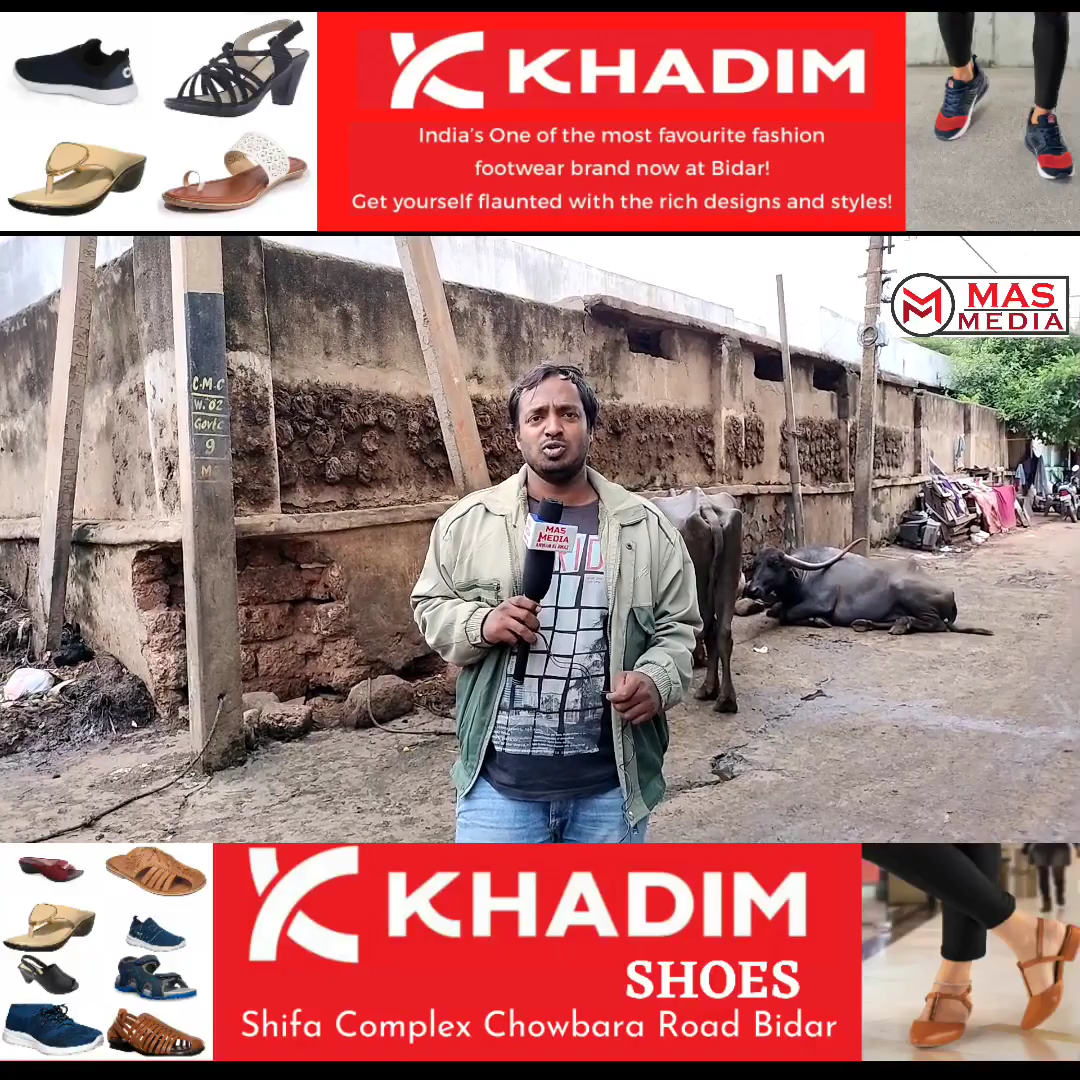 KHADIM
India's One of the most favourite fashion
footwear brand now at Bidar!
Get yourself flaunted with the rich designs and styles!
MAS
MEDIA
C.M.C
W.02
Govt:
9
M
MAS
MEDIA
RID
KHADIM
SHOES
Shifa Complex Chowbara Road Bidar